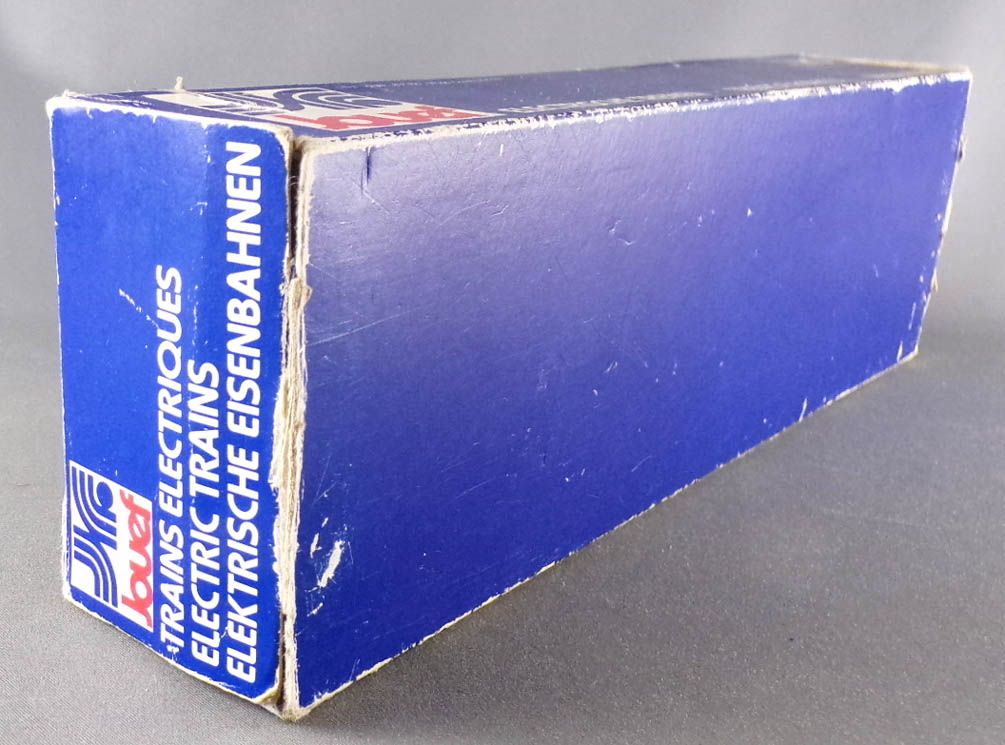 Jouef
TRAINS ELECTRIQUES
ELECTRIC TRAINS
ELEKTRISCHE EISENBAHNEN